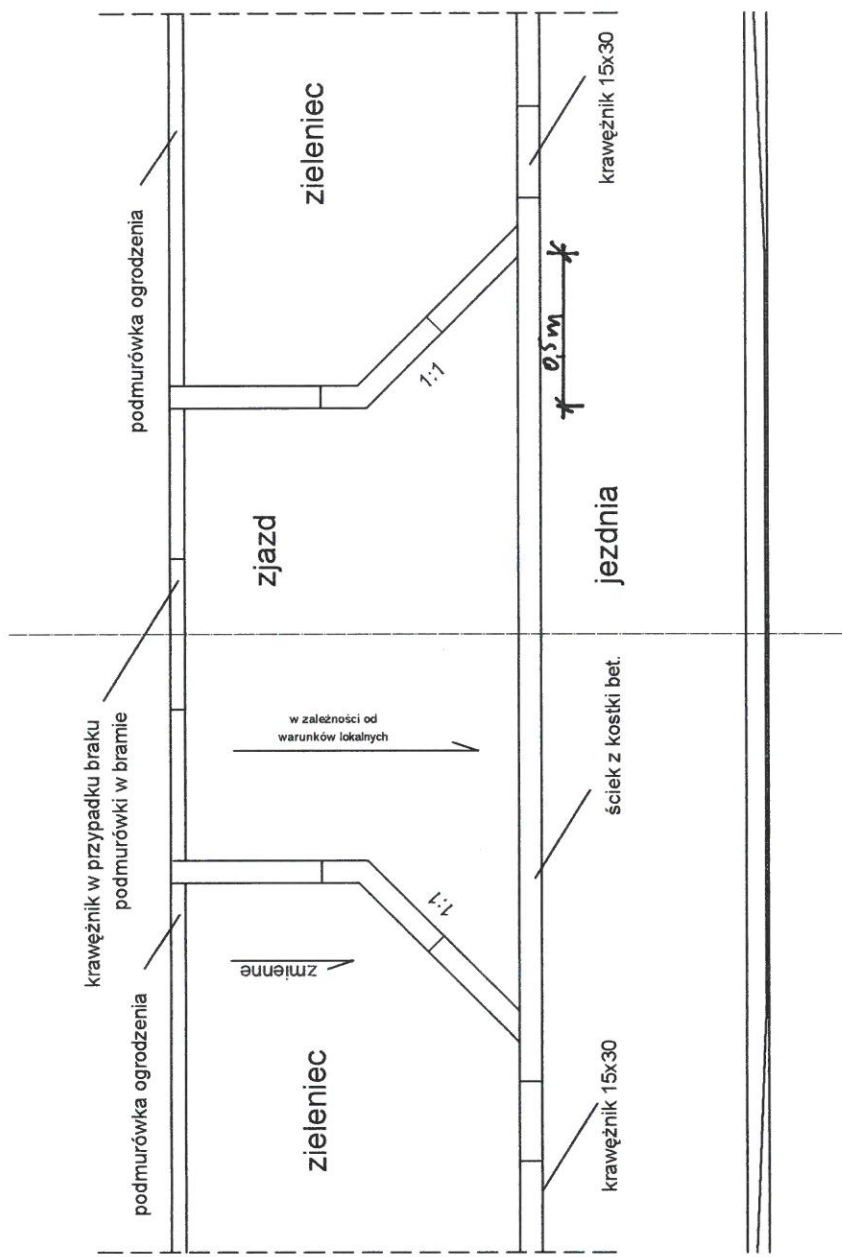 krawężnik w przypadku braku
podmurówki w bramie
podmurówka ogrodzenia
podmurówka ogrodzenia
zieleniec
zmienne
w zależności od
warunków lokalnych
zjazd
zieleniec
1:1
1:1
krawężnik 15x30
ściek z kostki bet.
jezdnia
0,5m
krawężnik 15x30